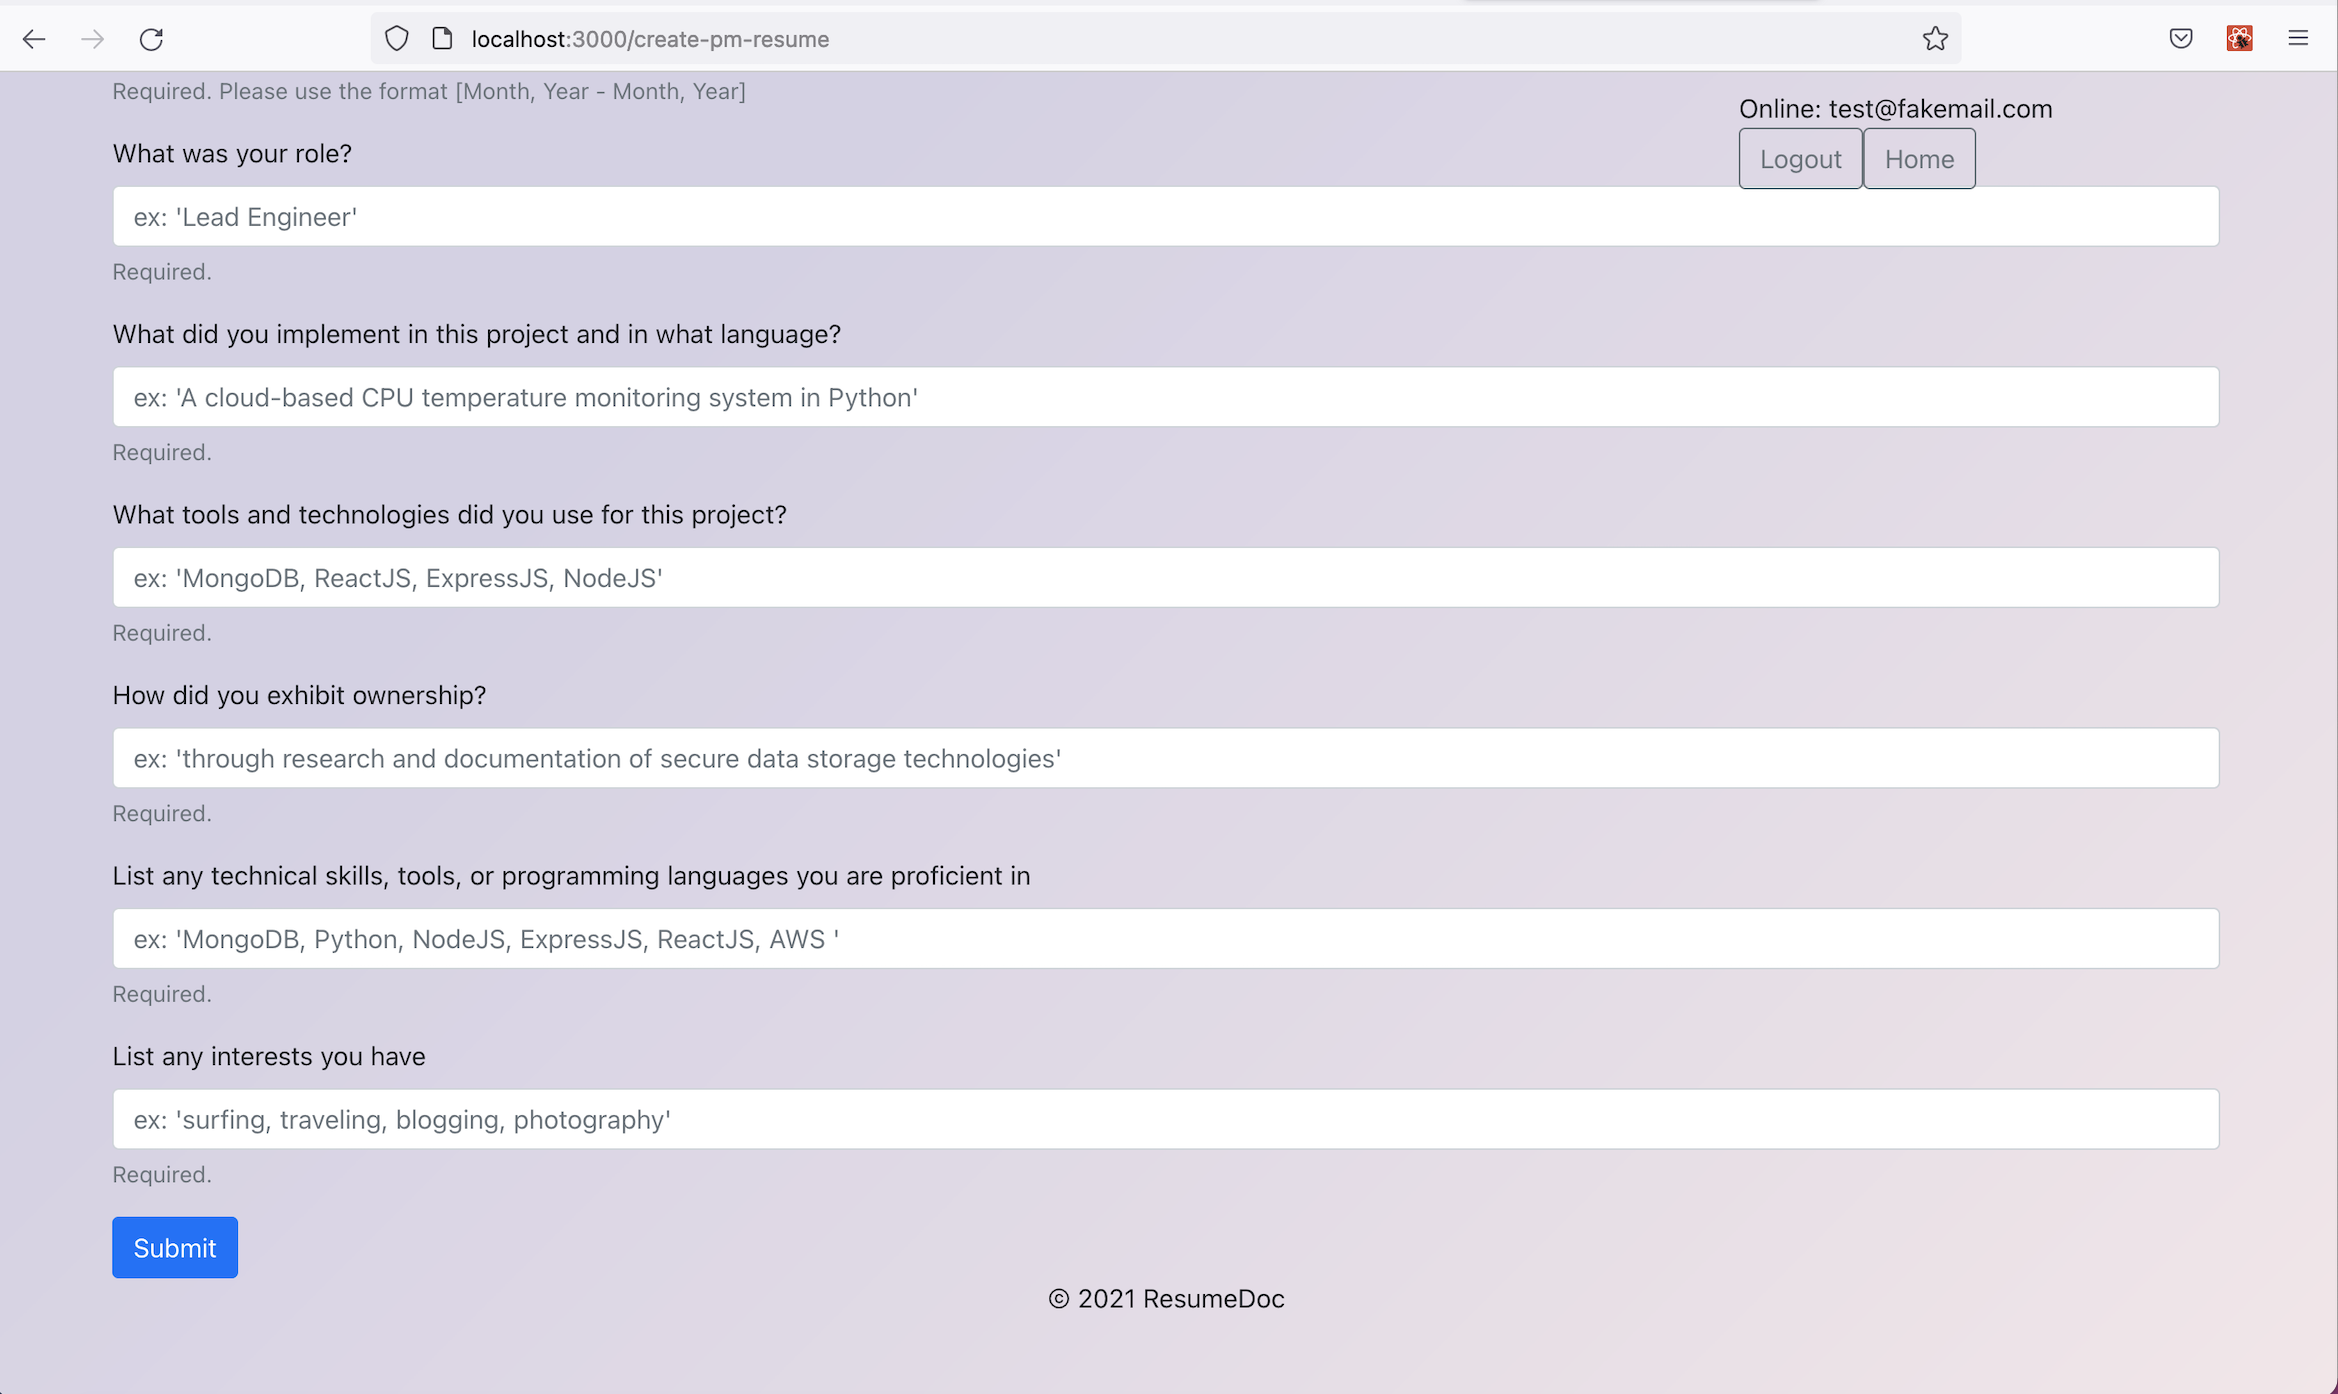 localhost:3000/create-pm-resume
Required. Please use the format [Month, Year - Month, Year]
Online: test@fakemail.com
Logout
Home
What was your role?
ex: 'Lead Engineer'
Required.
What did you implement in this project and in what language?
ex: 'A cloud-based CPU temperature monitoring system in Python'
Required.
What tools and technologies did you use for this project?
ex: 'MongoDB, ReactJS, ExpressJS, NodeJS'
Required.
How did you exhibit ownership?
ex: 'through research and documentation of secure data storage technologies'
Required.
List any technical skills, tools, or programming languages you are proficient in
ex: 'MongoDB, Python, NodeJS, ExpressJS, ReactJS, AWS '
Required.
List any interests you have
ex: 'surfing, traveling, blogging, photography'
Required.
Submit
© 2021 ResumeDoc